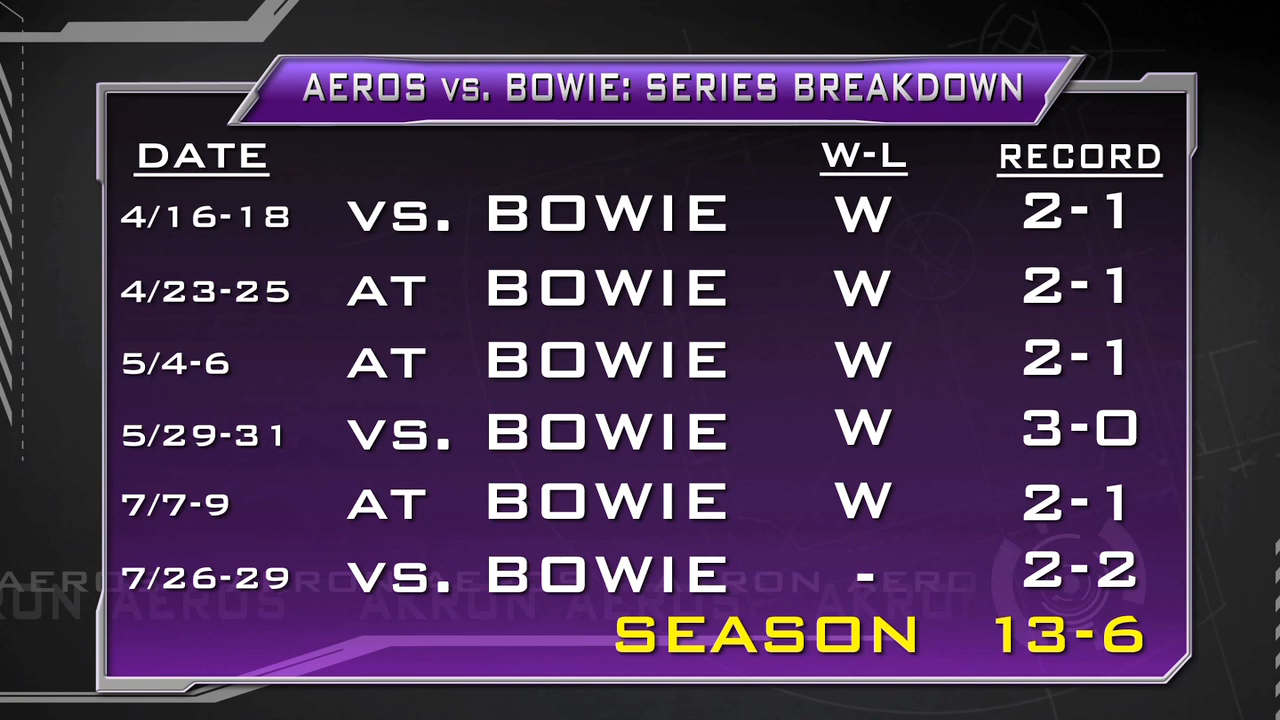 AEROS vs. BOWIE: SERIES BREAKDOWN
DATE W-L RECORD
4/16-18 VS. BOWIE W 2-1
4/23-25 AT BOWIE W 2-1
5/4-6 AT BOWIE W 2-1
5/29-31 VS. BOWIE W 3-0
7/7-9 AT BOWIE W 2-1
7/26-29 VS. BOWIE - 2-2
SEASON 13-6
AKRON AEROS